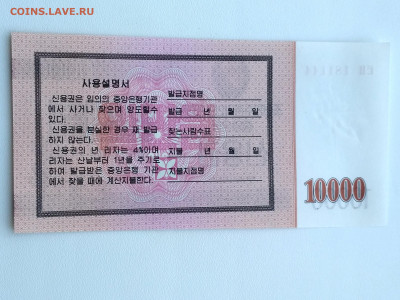 COINS.LAVE.RU
사용설명서
신용권은 임의의 중앙은행기관
에서 사거나 찾으며 양도할수
있다.
신용권을 분실한 경우 재 발급
하지 않는다.
신용권의 년 리자는 4%이며
리자는 산날부터 1년을 주기로
하여 발급받은 중앙은행 기관
에서 찾을 때에 계산지불한다.
발급지점명
발급 년 월 일
찾는사람수표
지불 년 월 일
지불지점명
10000